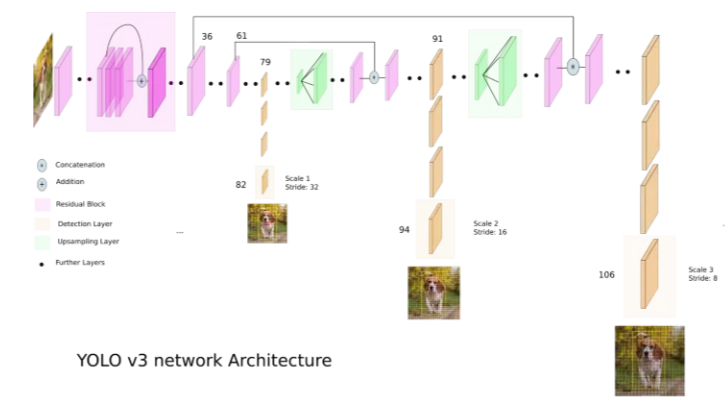 36
61
91
79
Concatenation
Addition
Residual Block
Detection Layer
Upsampling Layer
Further Layers
...
82
Scale 1
Stride: 32
94
Scale 2
Stride: 16
106
Scale 3
Stride: 8
YOLO v3 network Architecture